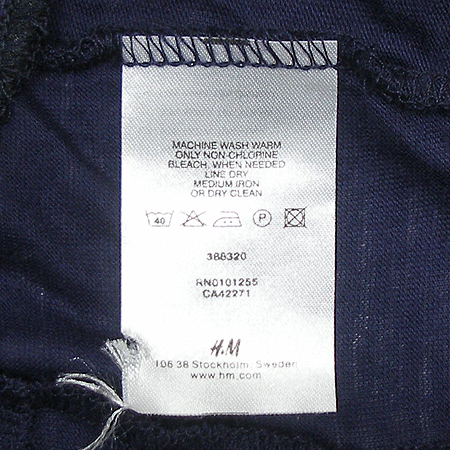 MACHINE WASH WARM
ONLY NON-CHLORINE
BLEACH, WHEN NEEDED
LINE DRY
MEDIUM IRON
OR DRY CLEAN
40 P
388320
RN0101255
CA42271
H.M
106 38 Stockholm, Sweden
www.hm.com